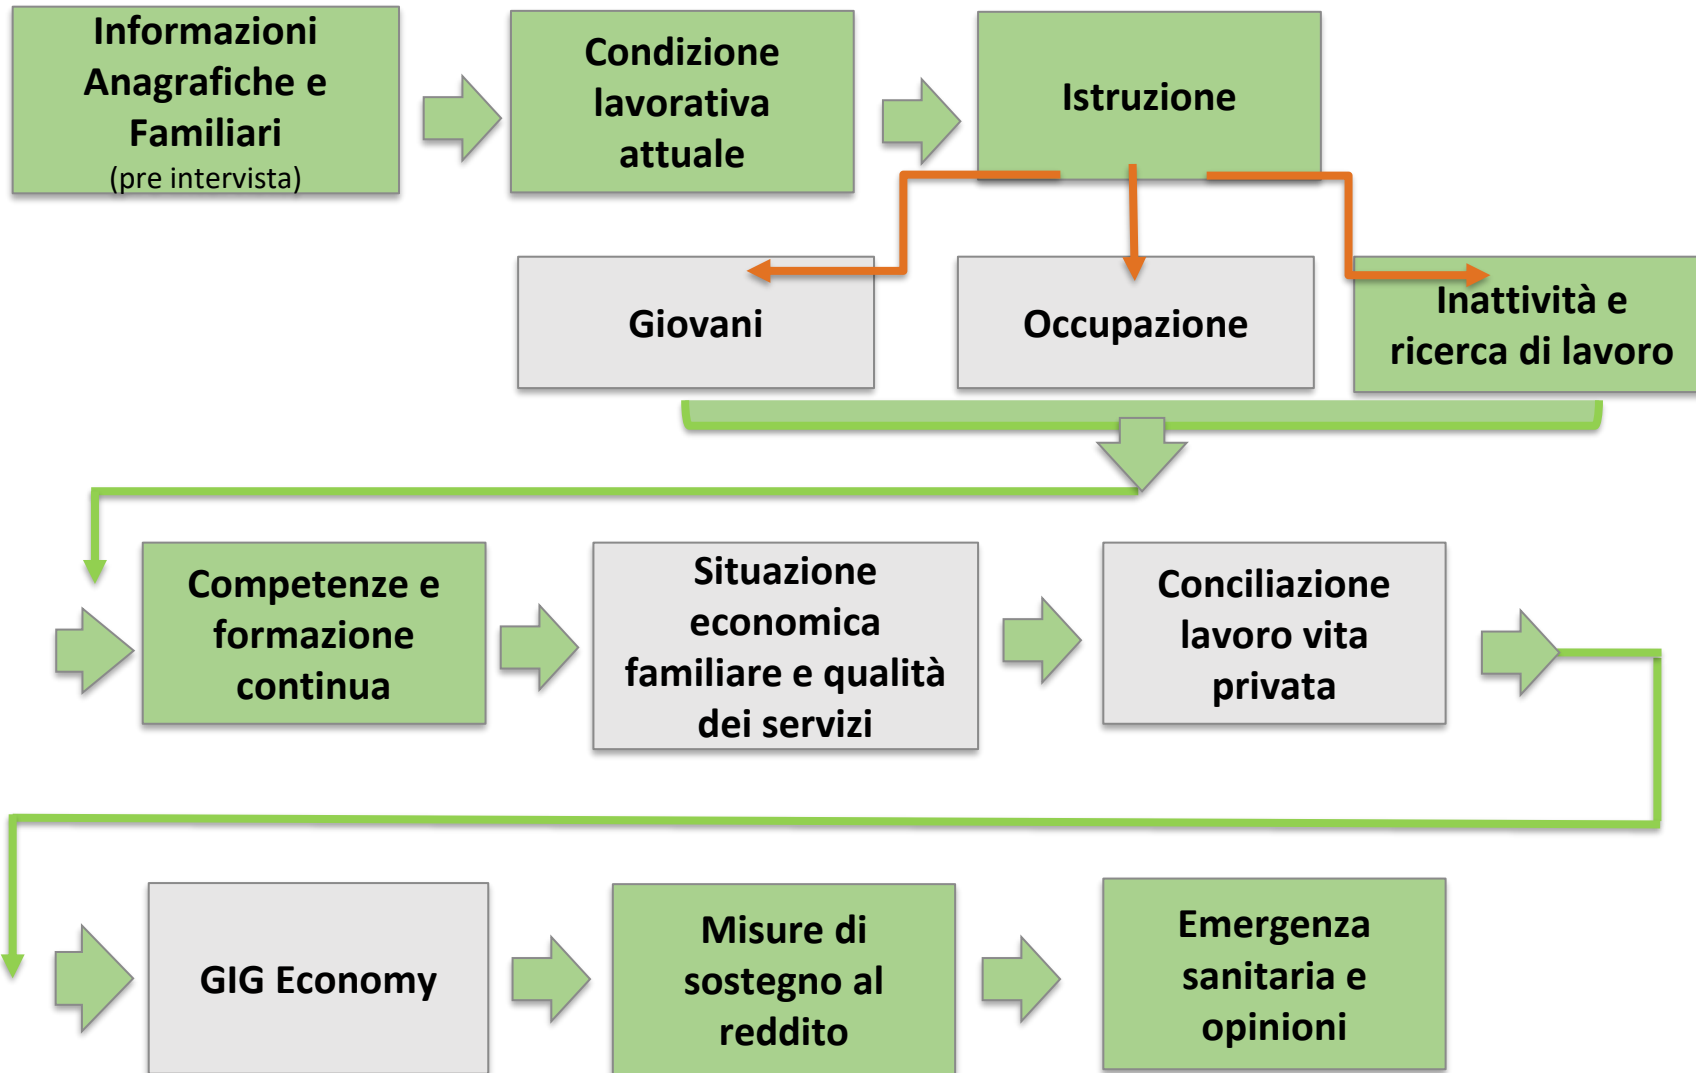 Informazioni
Anagrafiche e
Familiari
(pre intervista)
Condizione
lavorativa
attuale
Istruzione
Giovani
Occupazione
Inattività e
ricerca di lavoro
Competenze e
formazione
continua
Situazione
economica
familiare e qualità
dei servizi
Conciliazione
lavoro vita
privata
GIG Economy
Misure di
sostegno al
reddito
Emergenza
sanitaria e
opinioni